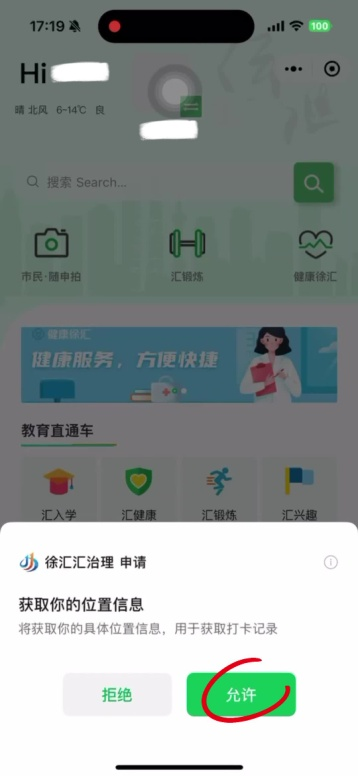 17:19
100
Hi
晴 北风 6-14℃ 良
搜索 Search...
市民·随申拍
汇锻炼
健康徐汇
健康徐汇
健康服务，方便快捷
教育直通车
汇入学
汇健康
汇锻炼
汇兴趣
徐汇汇治理 申请
获取你的位置信息
将获取你的具体位置信息，用于获取打卡记录
拒绝
允许